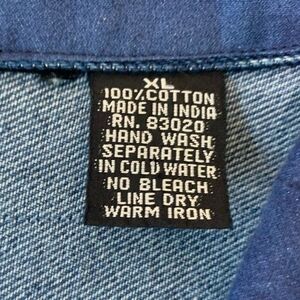 XL
100% COTTON
MADE IN INDIA
RN. 83020
HAND WASH
SEPARATELY
IN COLD WATER
NO BLEACH
LINE DRY
WARM IRON